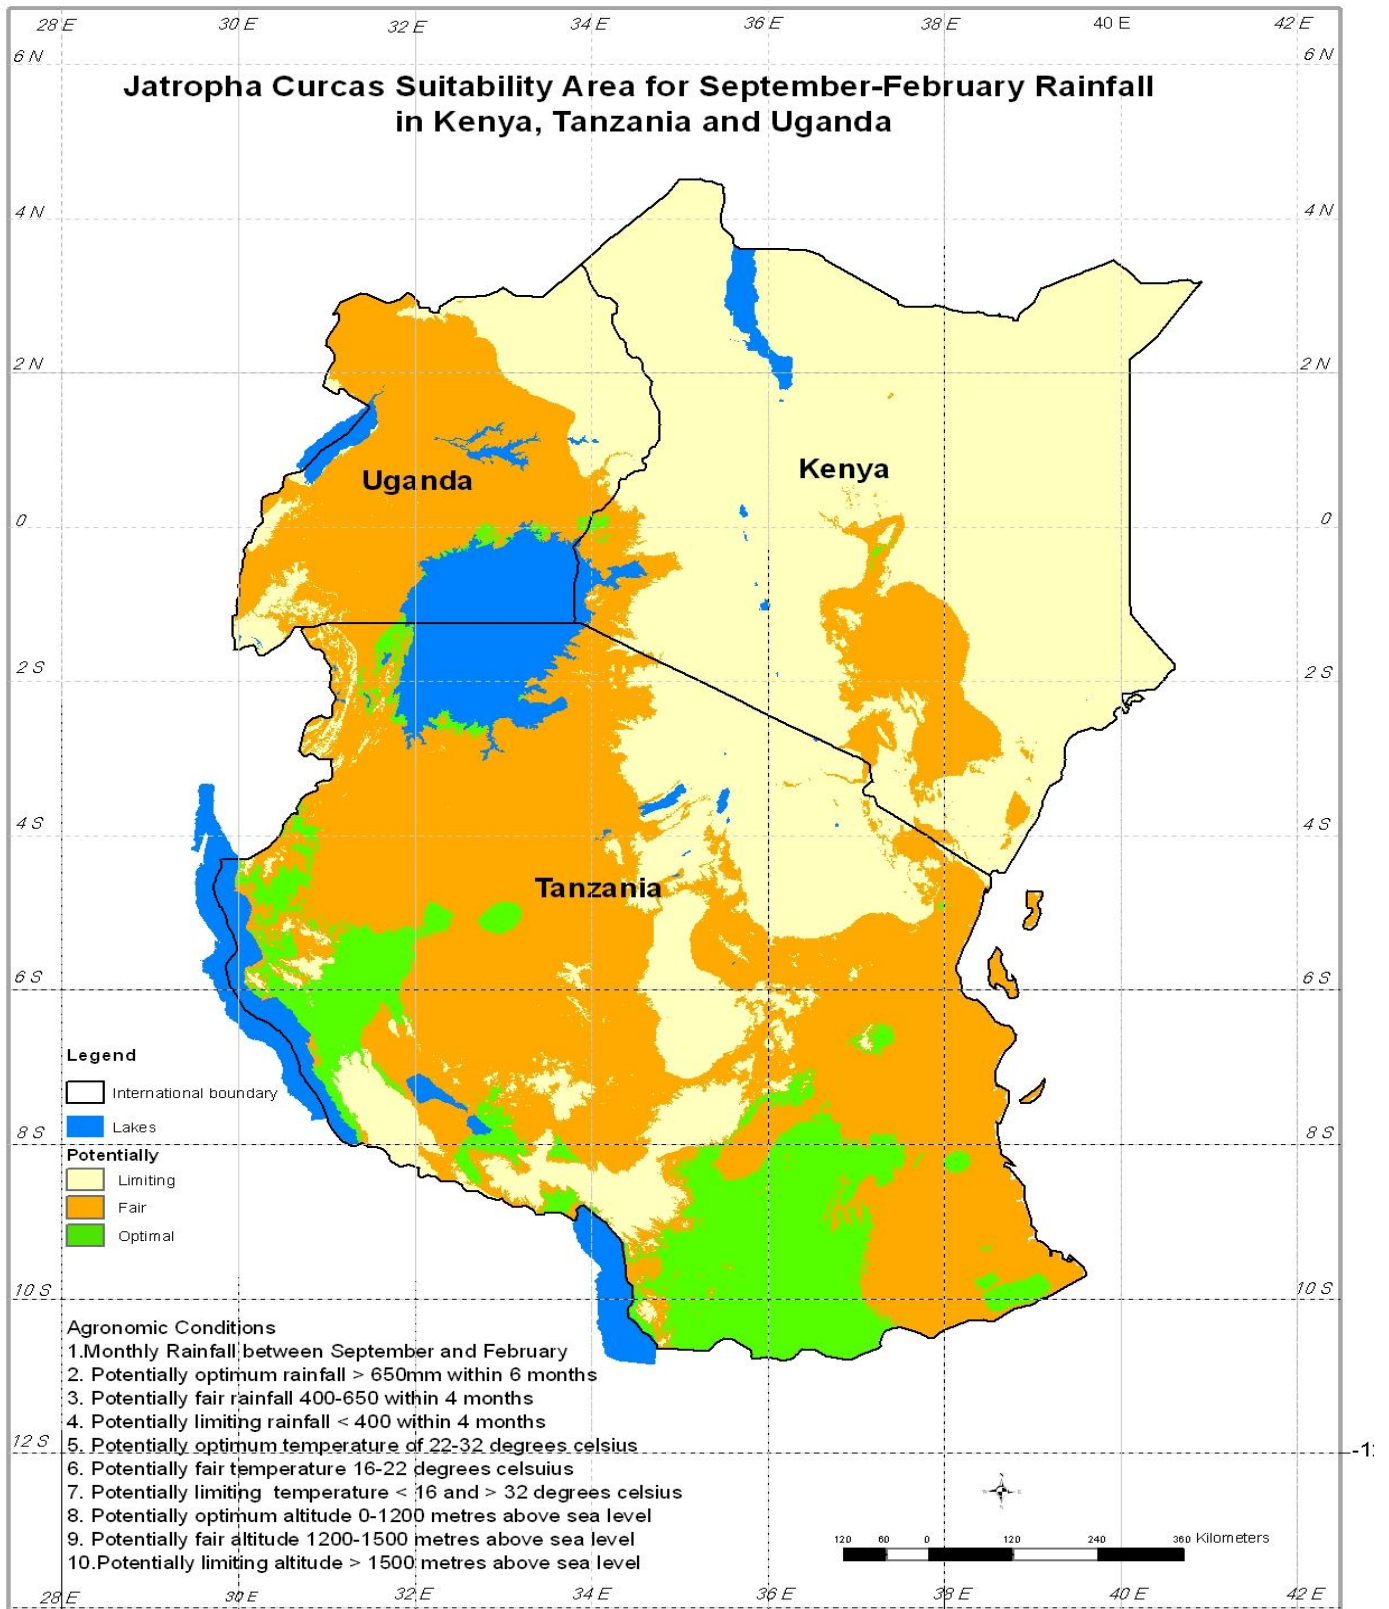 28 E 30 E 32 E 34 E 36 E 38 E 40 E 42 E
6 N 6 N
Jatropha Curcas Suitability Area for September-February Rainfall
in Kenya, Tanzania and Uganda
4 N 4 N
2 N 2 N
Kenya
Uganda
0 0
2 S 2 S
4 S 4 S
Tanzania
6 S 6 S
Legend
International boundary
Lakes
8 S 8 S
Potentially
Limiting
Fair
Optimal
10 S 10 S
Agronomic Conditions
1.Monthly Rainfall between September and February
2. Potentially optimum rainfall > 650mm within 6 months
3. Potentially fair rainfall 400-650 within 4 months
4. Potentially limiting rainfall < 400 within 4 months
12 S -12
5. Potentially optimum temperature of 22-32 degrees celsius
6. Potentially fair temperature 16-22 degrees celsuius
7. Potentially limiting temperature < 16 and > 32 degrees celsius
8. Potentially optimum altitude 0-1200 metres above sea level
9. Potentially fair altitude 1200-1500 metres above sea level
10.Potentially limiting altitude > 1500 metres above sea level
120 60 0 120 240 360 Kilometers
28 E 30 E 32 E 34 E 36 E 38 E 40 E 42 E